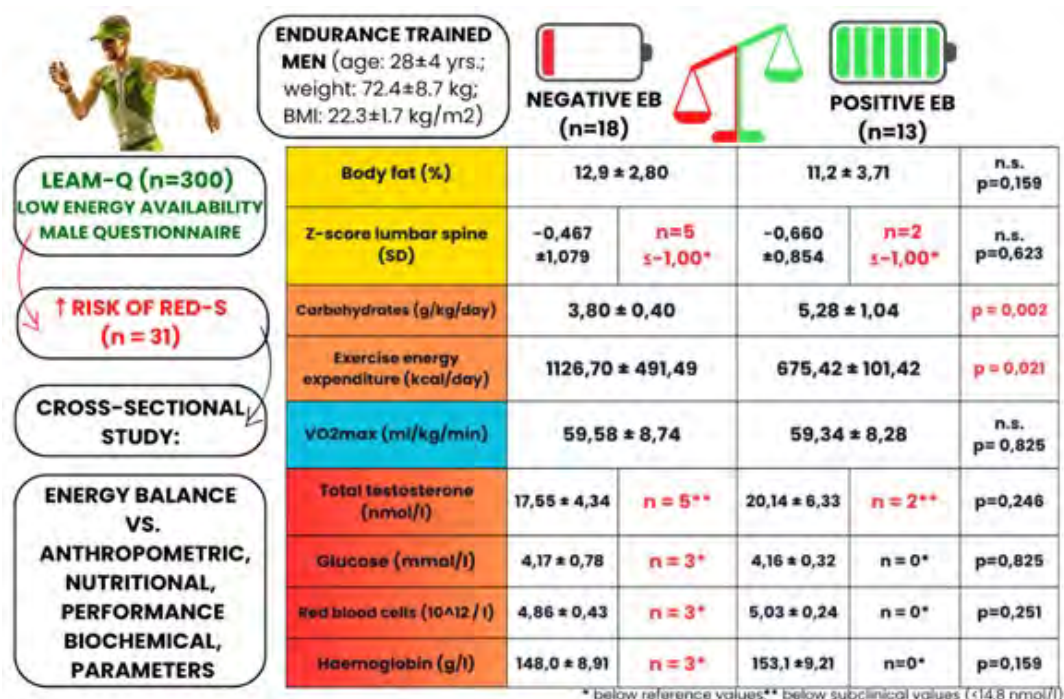 ENDURANCE TRAINED
MEN (age: 28±4 yrs.;
weight: 72.4±8.7 kg;
BMI: 22.3±1.7 kg/m2)
NEGATIVE EB
(n=18)
POSITIVE EB
(n=13)
LEAM-Q (n=300)
LOW ENERGY AVAILABILITY
MALE QUESTIONNAIRE
↑ RISK OF RED-S
(n = 31)
CROSS-SECTIONAL
STUDY:
ENERGY BALANCE
VS.
ANTHROPOMETRIC,
NUTRITIONAL,
PERFORMANCE
BIOCHEMICAL,
PARAMETERS
Body fat (%)
12,9 ± 2,80
11,2 ± 3,71
n.s.
p=0,159
Z-score lumbar spine
(SD)
-0,467
±1,079
n=5
≤-1,00*
-0,660
±0,854
n=2
≤-1,00*
n.s.
p=0,623
Carbohydrates (g/kg/day)
3,80 ± 0,40
5,28 ± 1,04
p = 0,002
Exercise energy
expenditure (kcal/day)
1126,70 ± 491,49
675,42 ± 101,42
p = 0,021
VO2max (ml/kg/min)
59,58 ± 8,74
59,34 ± 8,28
n.s.
p= 0,825
Total testosterone
(nmol/l)
17,55 ± 4,34
n = 5**
20,14 ± 6,33
n = 2**
p=0,246
Glucose (mmol/l)
4,17 ± 0,78
n = 3*
4,16 ± 0,32
n = 0*
p=0,825
Red blood cells (10^12 / l)
4,86 ± 0,43
n = 3*
5,03 ± 0,24
n = 0*
p=0,251
Haemoglobin (g/l)
148,0 ± 8,91
n = 3*
153,1 ±9,21
n=0*
p=0,159
* below reference values** below subclinical values (<14.8 nmol/l)